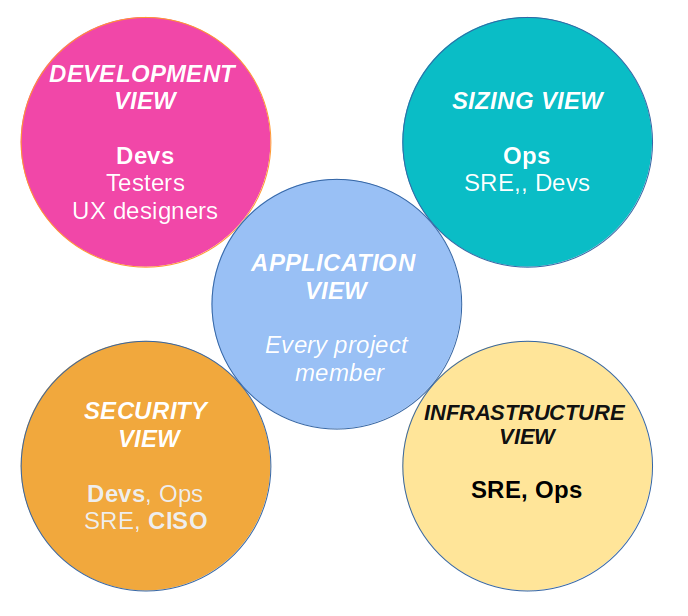 DEVELOPMENT
VIEW
Devs
Testers
UX designers
SIZING VIEW
Ops
SRE,, Devs
APPLICATION
VIEW
Every project
member
SECURITY
VIEW
Devs, Ops
SRE, CISO
INFRASTRUCTURE
VIEW
SRE, Ops